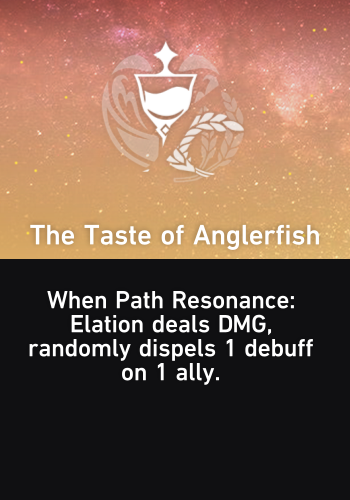 The Taste of Anglerfish
When Path Resonance:
Elation deals DMG,
randomly dispels 1 debuff
on 1 ally.